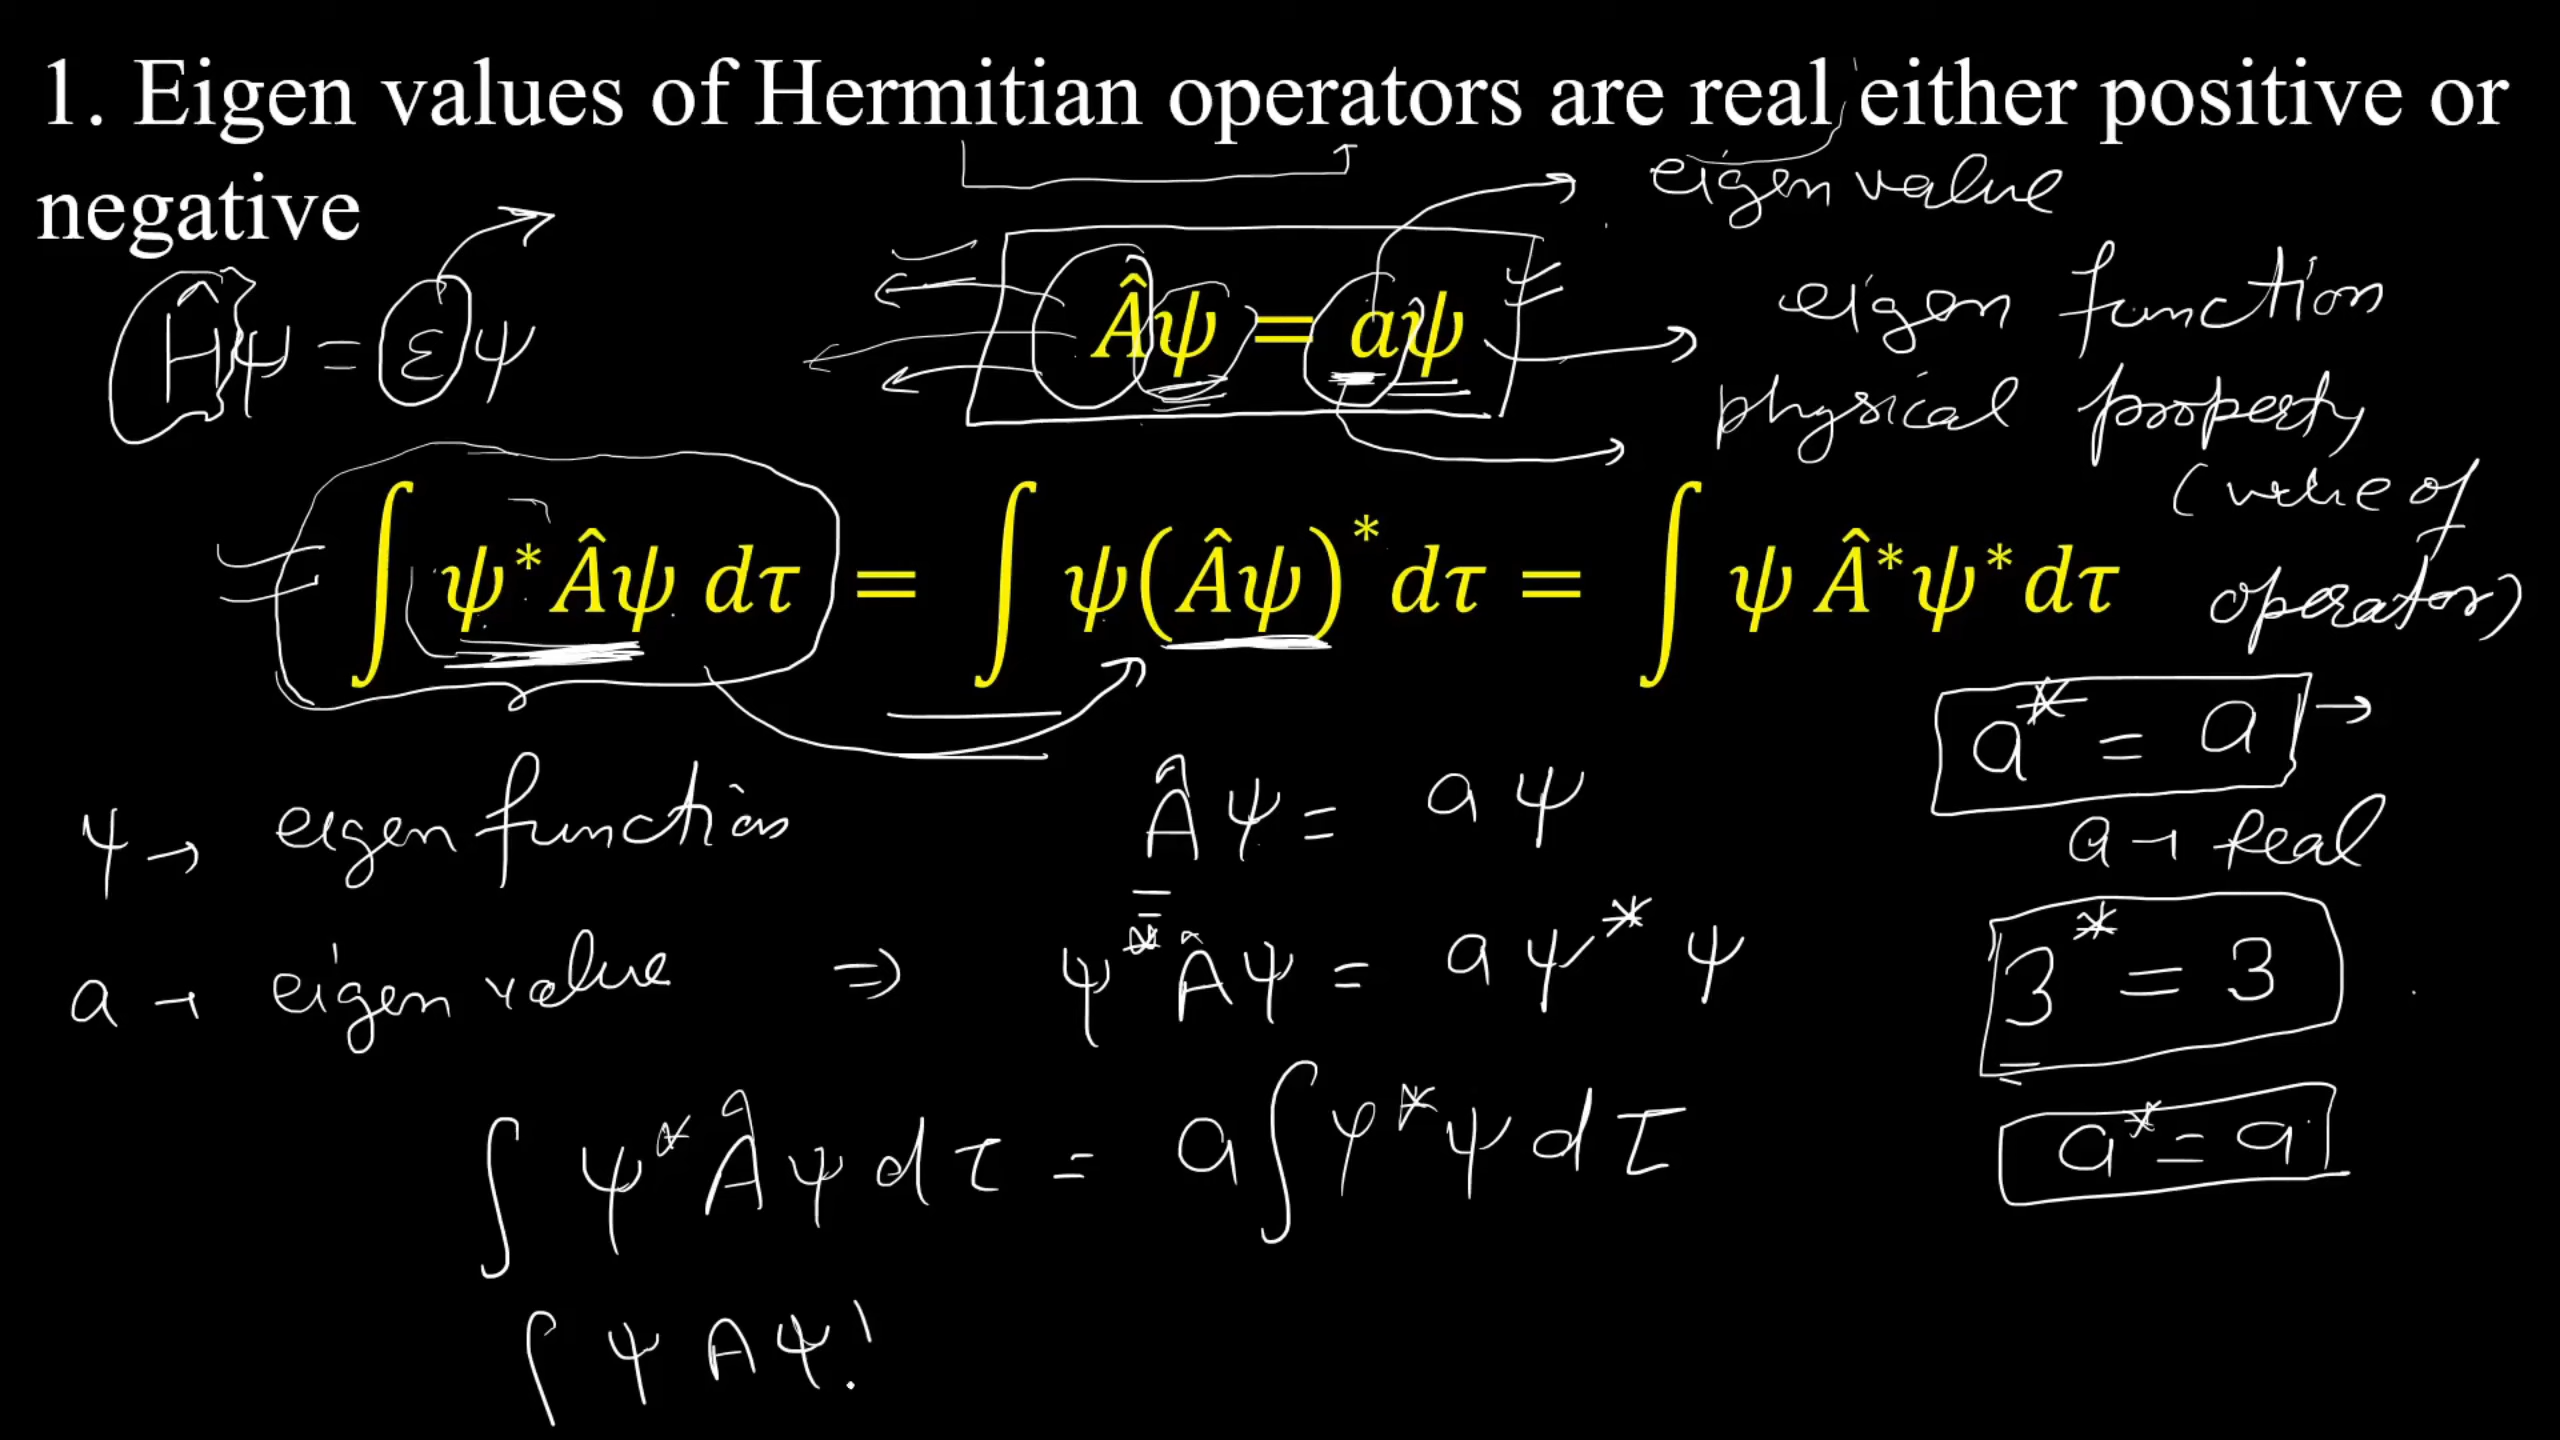 1. Eigen values of Hermitian operators are real either positive or
negative
eigen value
Ĥψ = εψ
Âψ = aψ
eigen function
physical property
(value of
operator)
∫ ψ*Âψ dτ = ∫ ψ(Âψ)* dτ = ∫ ψ Â*ψ* dτ
a* = a →
ψ → eigen function
Âψ = aψ
a → Real
a → eigen value
⇒ ψ*Âψ = aψ*ψ
3* = 3
∫ ψ*Âψ dτ = a∫ψ*ψ dτ
a* = a
∫ ψ A ψ